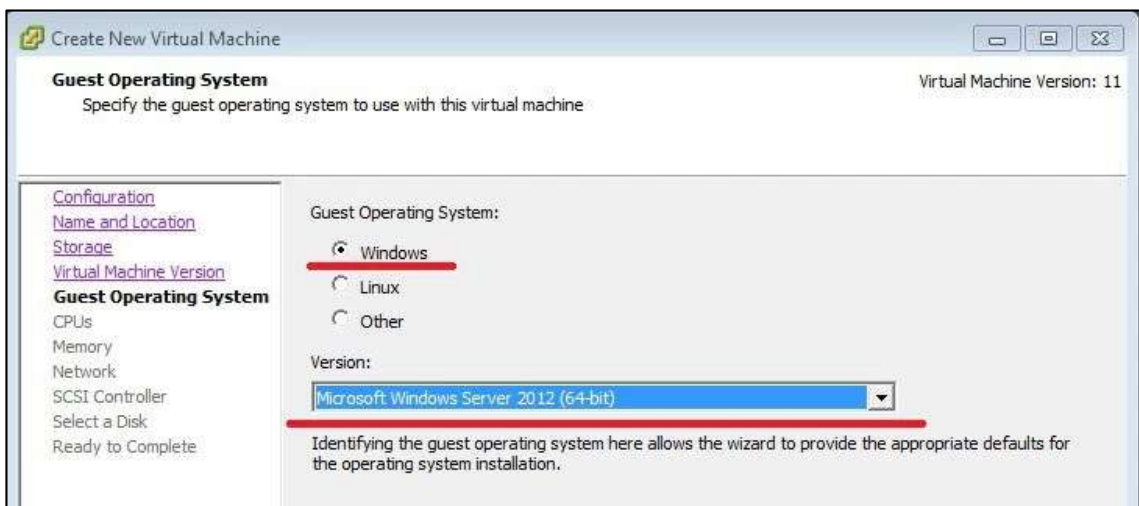 Create New Virtual Machine
Guest Operating System
Virtual Machine Version: 11
Specify the guest operating system to use with this virtual machine
Configuration
Name and Location
Storage
Virtual Machine Version
Guest Operating System
CPUs
Memory
Network
SCSI Controller
Select a Disk
Ready to Complete
Guest Operating System:
Windows
Linux
Other
Version:
Microsoft Windows Server 2012 (64-bit)
Identifying the guest operating system here allows the wizard to provide the appropriate defaults for
the operating system installation.